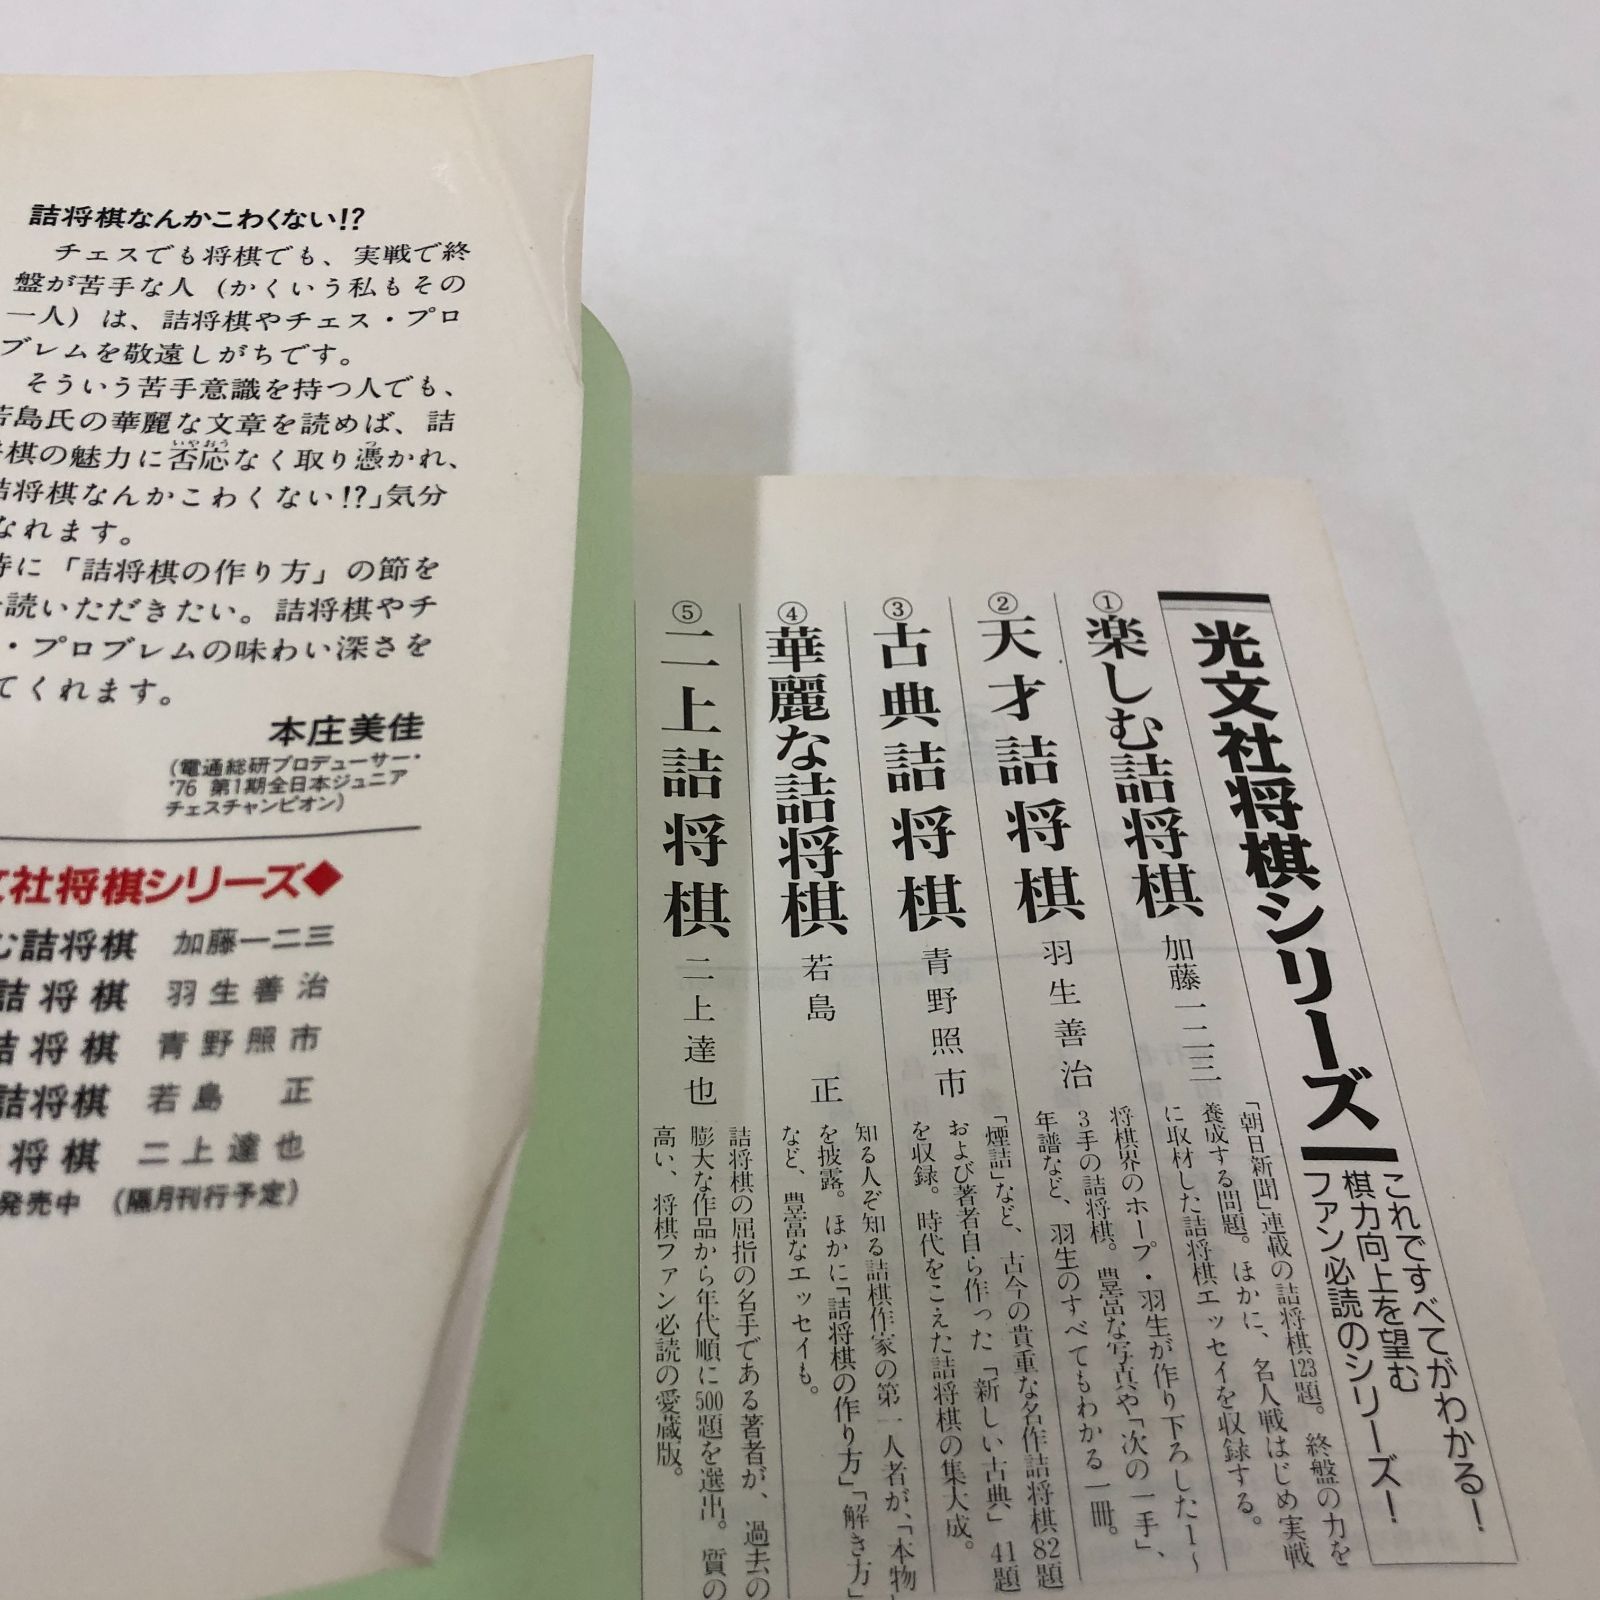 詰将棋なんかこわくない!?
チェスでも将棋でも、実戦で終
盤が苦手な人（かくいう私もその
一人）は、詰将棋やチェス・プロ
ブレムを敬遠しがちです。
そういう苦手意識を持つ人でも、
若島氏の華麗な文章を読めば、詰
将棋の魅力に否応なく取り憑かれ、
詰将棋なんかこわくない!?」気分
なれます。
特に「詰将棋の作り方」の節を
読いただきたい。詰将棋やチ
・プロブレムの味わい深さを
てくれます。
本庄美佳
（電通総研プロデューサー・
'76 第1期全日本ジュニア
チェスチャンピオン）
文社将棋シリーズ◆
む詰将棋 加藤一二三
詰将棋 羽生善治
詰将棋 青野照市
詰将棋 若島 正
将棋 二上達也
発売中 （隔月刊行予定）
光文社将棋シリーズ
これですべてがわかる！
棋力向上を望む
ファン必読のシリーズ！
①楽しむ詰将棋 加藤一二三
「朝日新聞」連載の詰将棋123題。終盤の力を
養成する問題。ほかに、名人戦はじめ実戦
に取材した詰将棋エッセイを収録する。
②天才詰将棋 羽生善治
将棋界のホープ・羽生が作り下ろした1～
3手の詰将棋。豊富な写真や「次の一手」、
年譜など、羽生のすべてもわかる一冊。
③古典詰将棋 青野照市
「煙詰」など、古今の貴重な名作詰将棋82題
および著者自ら作った「新しい古典」41題
を収録。時代をこえた詰将棋の集大成。
④華麗な詰将棋 若島 正
知る人ぞ知る詰棋作家の第一人者が、「本物」
を披露。ほかに「詰将棋の作り方」「解き方」
など、豊富なエッセイも。
⑤二上詰将棋 二上達也
詰将棋の屈指の名手である著者が、過去の
膨大な作品から年代順に500題を選出。質の
高い、将棋ファン必読の愛蔵版。